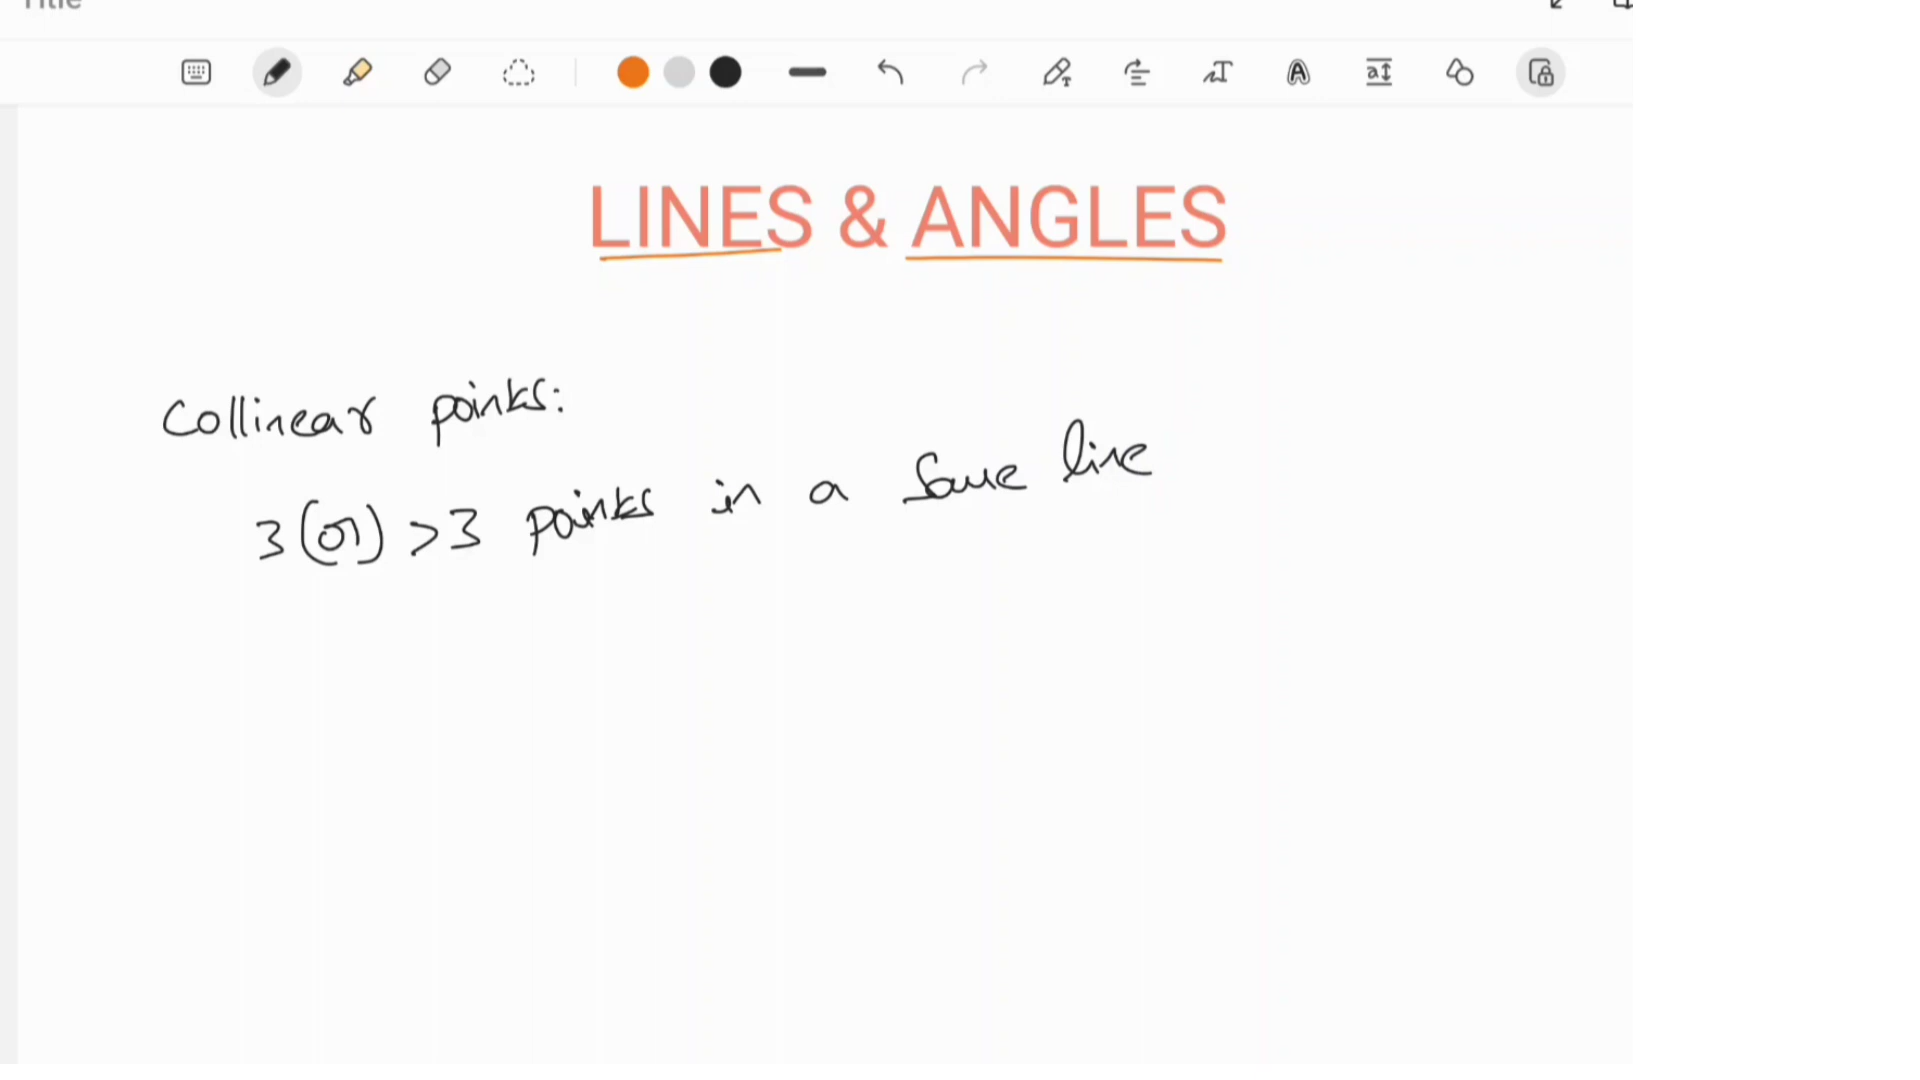 Title
LINES & ANGLES
Collinear points:
3 (or) >3 points in a same line